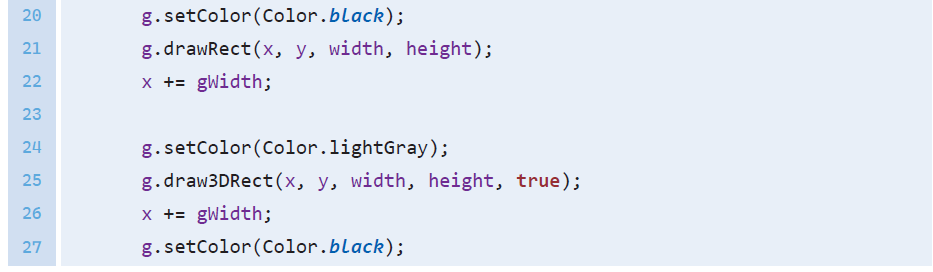 20 g.setColor(Color.black);
21 g.drawRect(x, y, width, height);
22 x += gWidth;
23
24 g.setColor(Color.lightGray);
25 g.draw3DRect(x, y, width, height, true);
26 x += gWidth;
27 g.setColor(Color.black);